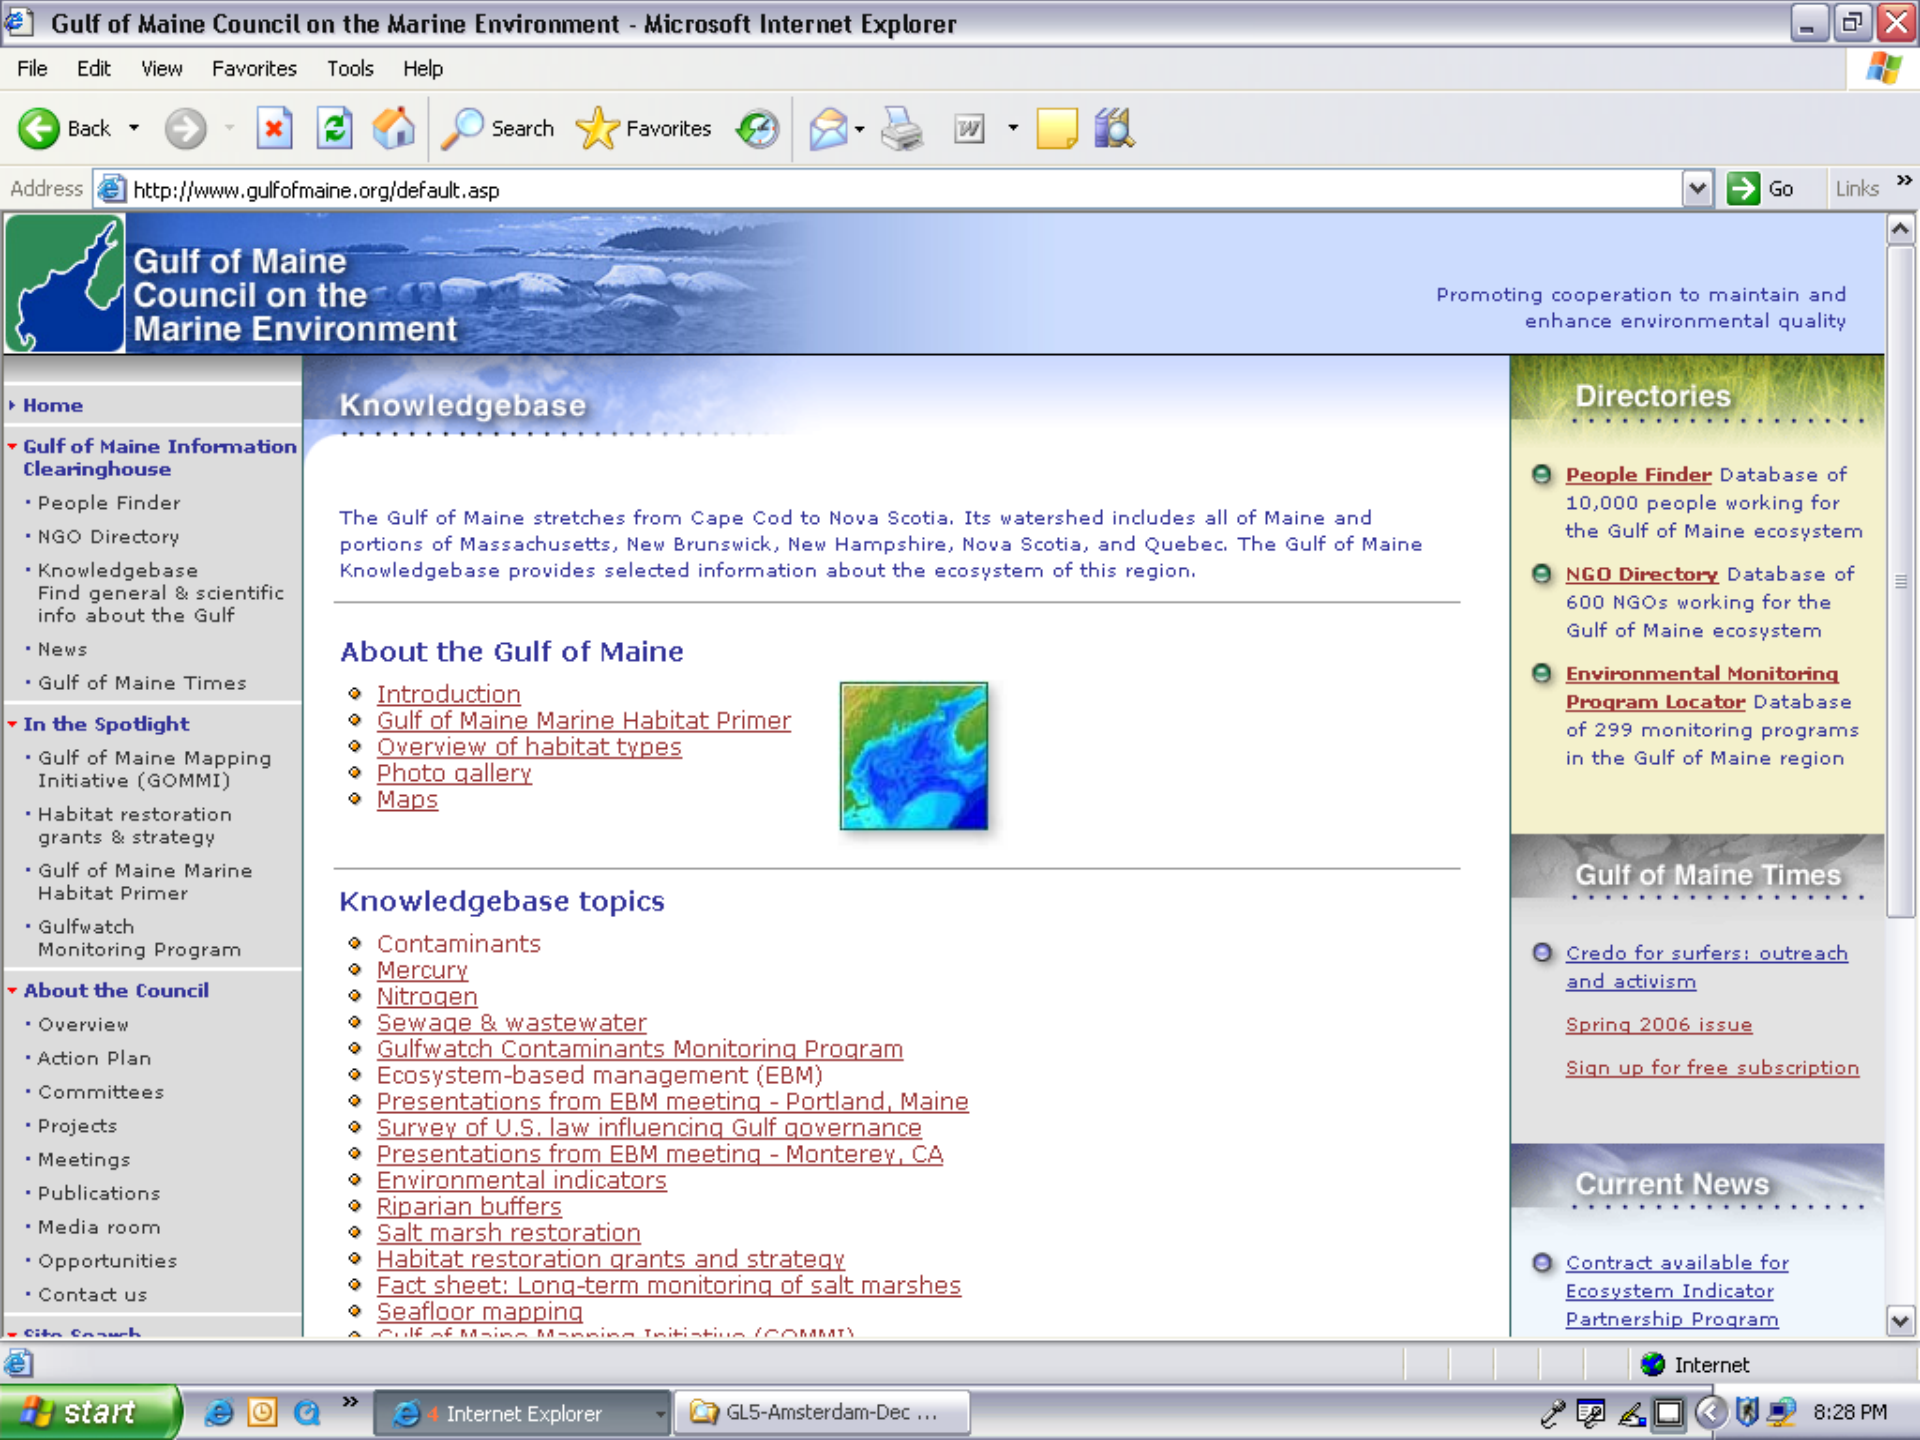 Gulf of Maine Council on the Marine Environment - Microsoft Internet Explorer
File Edit View Favorites Tools Help
Back Search Favorites
Address http://www.gulfofmaine.org/default.asp Go Links »
Gulf of Maine
Council on the
Marine Environment
Promoting cooperation to maintain and
enhance environmental quality
Home
Gulf of Maine Information
Clearinghouse
People Finder
NGO Directory
Knowledgebase
Find general & scientific
info about the Gulf
News
Gulf of Maine Times
In the Spotlight
Gulf of Maine Mapping
Initiative (GOMMI)
Habitat restoration
grants & strategy
Gulf of Maine Marine
Habitat Primer
Gulfwatch
Monitoring Program
About the Council
Overview
Action Plan
Committees
Projects
Meetings
Publications
Media room
Opportunities
Contact us
Site Search
Knowledgebase
The Gulf of Maine stretches from Cape Cod to Nova Scotia. Its watershed includes all of Maine and
portions of Massachusetts, New Brunswick, New Hampshire, Nova Scotia, and Quebec. The Gulf of Maine
Knowledgebase provides selected information about the ecosystem of this region.
About the Gulf of Maine
Introduction
Gulf of Maine Marine Habitat Primer
Overview of habitat types
Photo gallery
Maps
Knowledgebase topics
Contaminants
Mercury
Nitrogen
Sewage & wastewater
Gulfwatch Contaminants Monitoring Program
Ecosystem-based management (EBM)
Presentations from EBM meeting - Portland, Maine
Survey of U.S. law influencing Gulf governance
Presentations from EBM meeting - Monterey, CA
Environmental indicators
Riparian buffers
Salt marsh restoration
Habitat restoration grants and strategy
Fact sheet: Long-term monitoring of salt marshes
Seafloor mapping
Gulf of Maine Mapping Initiative (GOMMI)
Directories
People Finder Database of
10,000 people working for
the Gulf of Maine ecosystem
NGO Directory Database of
600 NGOs working for the
Gulf of Maine ecosystem
Environmental Monitoring
Program Locator Database
of 299 monitoring programs
in the Gulf of Maine region
Gulf of Maine Times
Credo for surfers: outreach
and activism
Spring 2006 issue
Sign up for free subscription
Current News
Contract available for
Ecosystem Indicator
Partnership Program
Internet
start » 4 Internet Explorer GL5-Amsterdam-Dec ... 8:28 PM